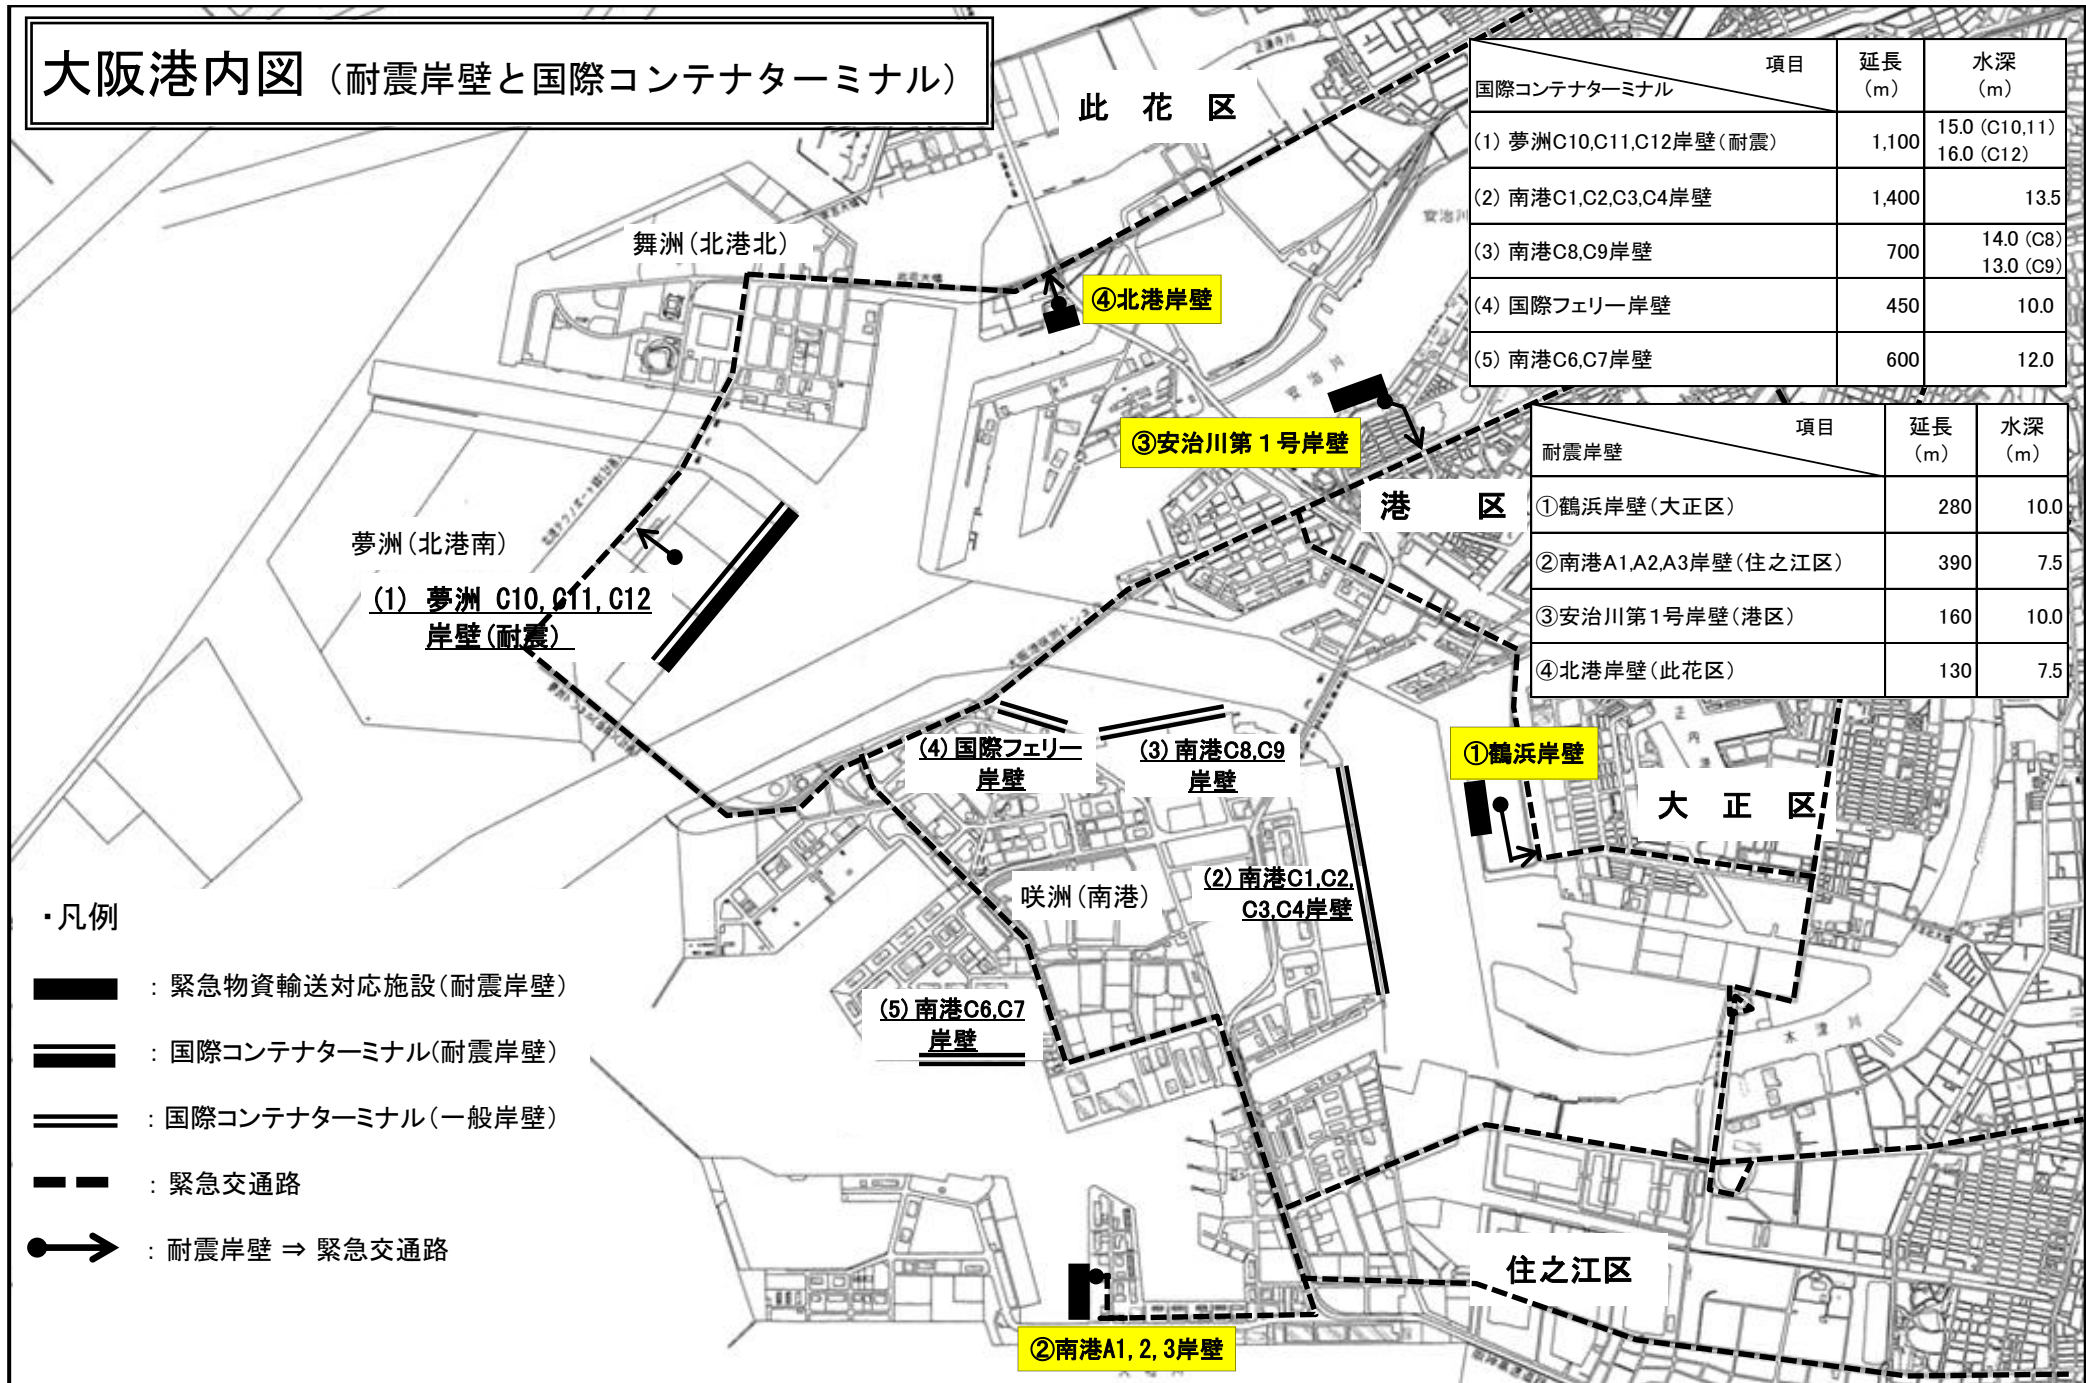 大阪港内図（耐震岸壁と国際コンテナターミナル）
此 花 区
項目
国際コンテナターミナル
延長
（m）
水深
（m）
(1) 夢洲C10,C11,C12岸壁（耐震）
1,100
15.0 (C10,11)
16.0 (C12)
(2) 南港C1,C2,C3,C4岸壁
1,400
13.5
(3) 南港C8,C9岸壁
700
14.0 (C8)
13.0 (C9)
(4) 国際フェリー岸壁
450
10.0
(5) 南港C6,C7岸壁
600
12.0
項目
耐震岸壁
延長
（m）
水深
（m）
①鶴浜岸壁（大正区）
280
10.0
②南港A1,A2,A3岸壁（住之江区）
390
7.5
③安治川第1号岸壁（港区）
160
10.0
④北港岸壁（此花区）
130
7.5
舞洲（北港北）
此花大橋
④北港岸壁
安治川
安治川
③安治川第１号岸壁
港 区
夢洲（北港南）
(1) 夢洲 C10,C11,C12
岸壁（耐震）
(4) 国際フェリー
岸壁
(3) 南港C8,C9
岸壁
①鶴浜岸壁
大 正 区
咲洲（南港）
(2) 南港C1,C2,
C3,C4岸壁
(5) 南港C6,C7
岸壁
木津川
住之江区
②南港A1,2,3岸壁
・凡例
：緊急物資輸送対応施設（耐震岸壁）
：国際コンテナターミナル(耐震岸壁）
：国際コンテナターミナル（一般岸壁）
：緊急交通路
：耐震岸壁 ⇒ 緊急交通路